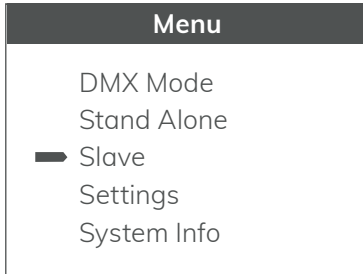 Menu
DMX Mode
Stand Alone
Slave
Settings
System Info